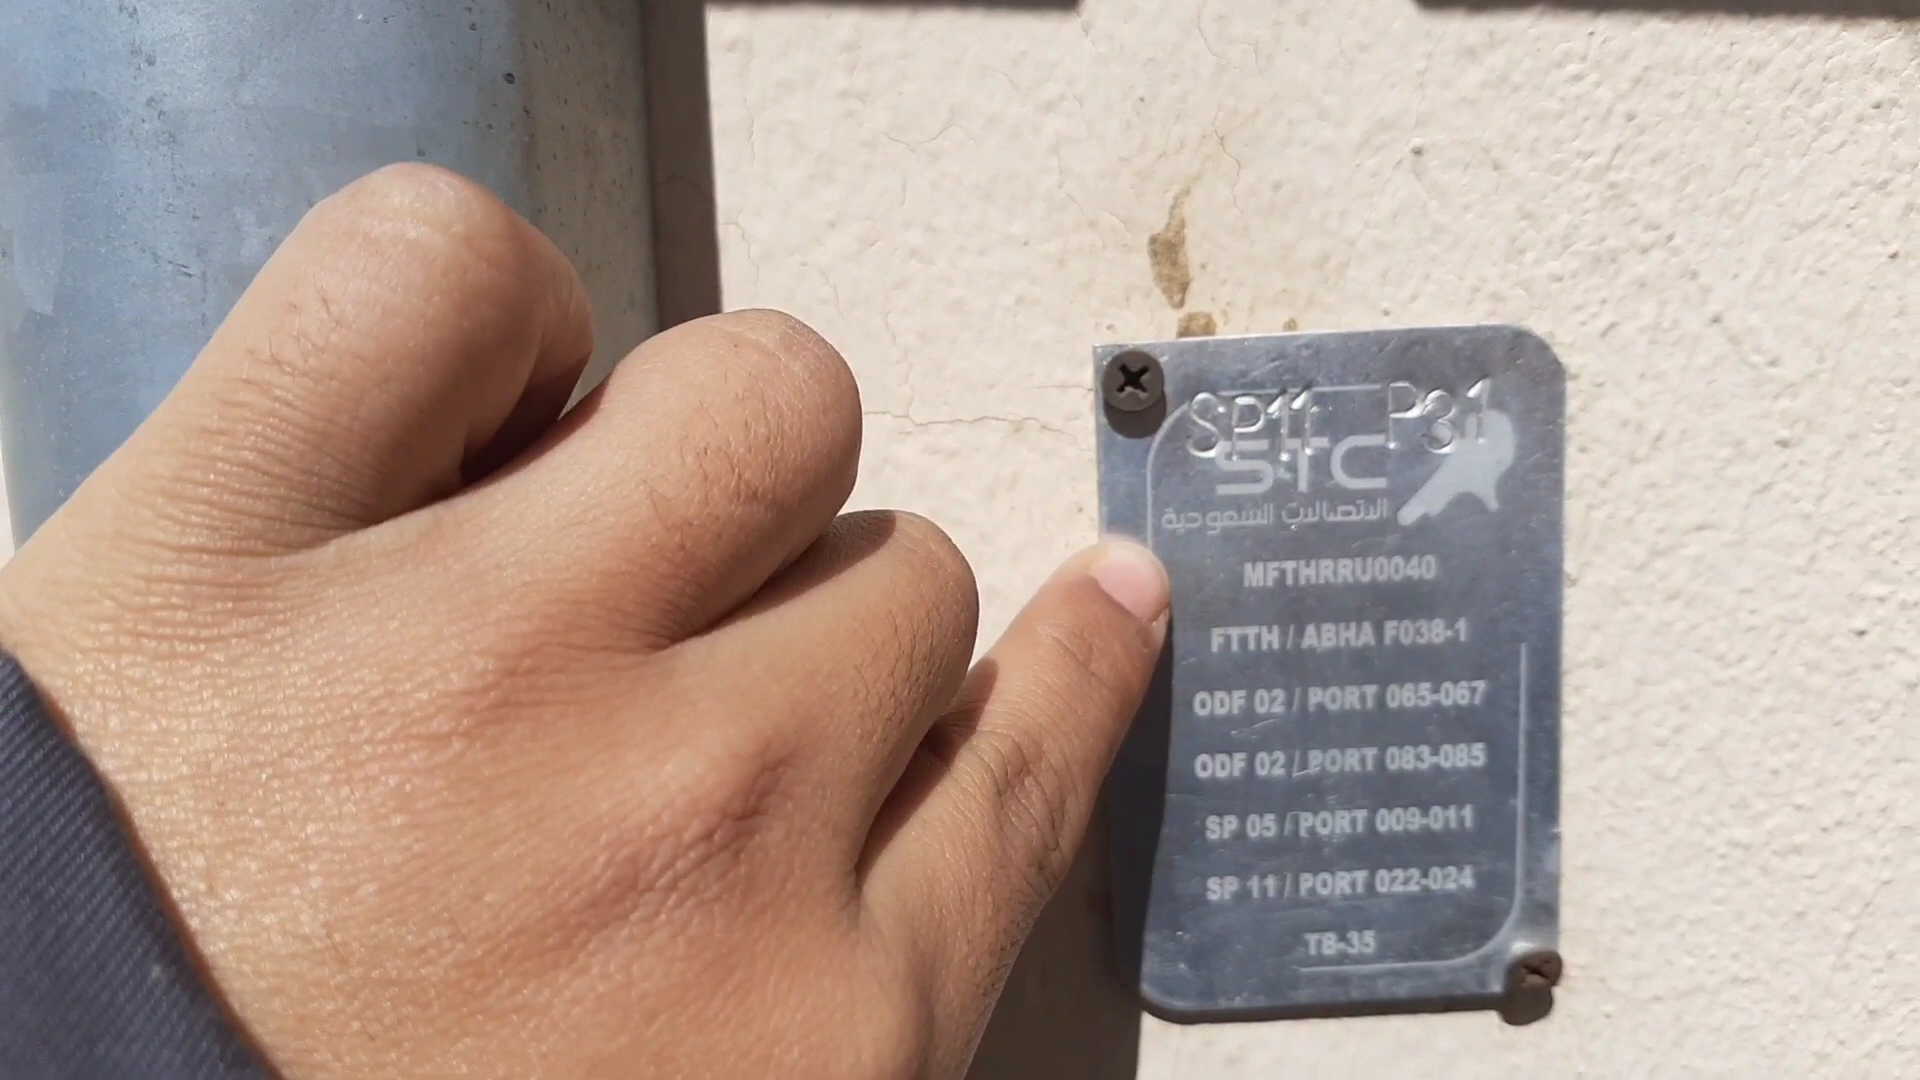 SP11 P31
STC
الاتصالات السعودية
MFTHRRU0040
FTTH / ABHA F038-1
ODF 02 / PORT 065-067
ODF 02 / PORT 083-085
SP 05 / PORT 009-011
SP 11 / PORT 022-024
TB-35